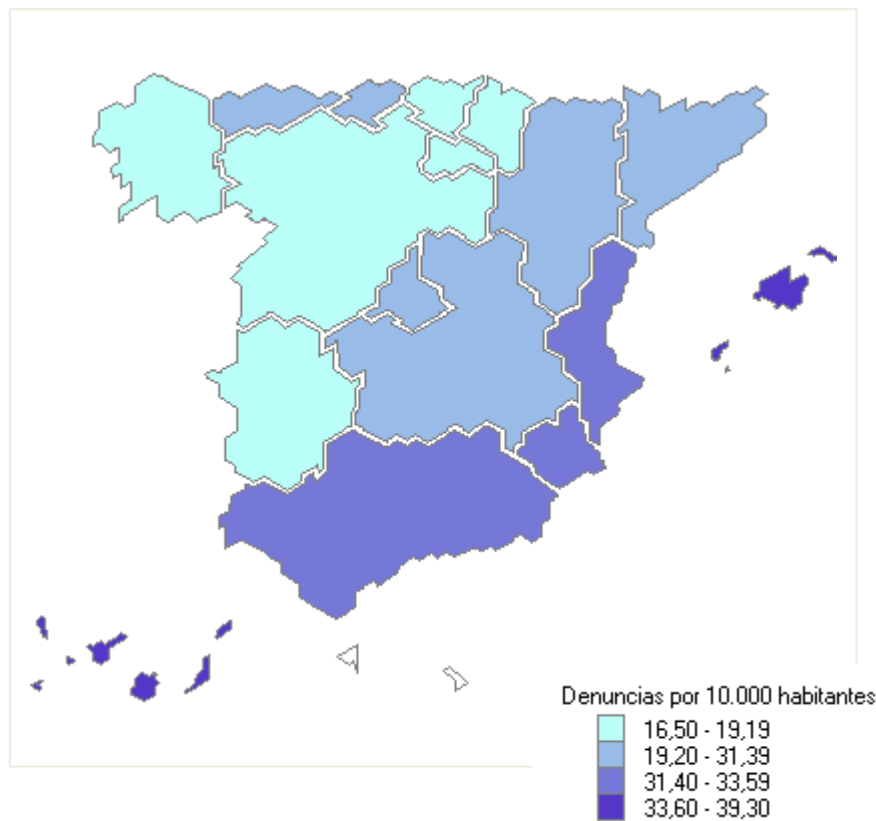 Denuncias por 10.000 habitantes
16,50 - 19,19
19,20 - 31,39
31,40 - 33,59
33,60 - 39,30